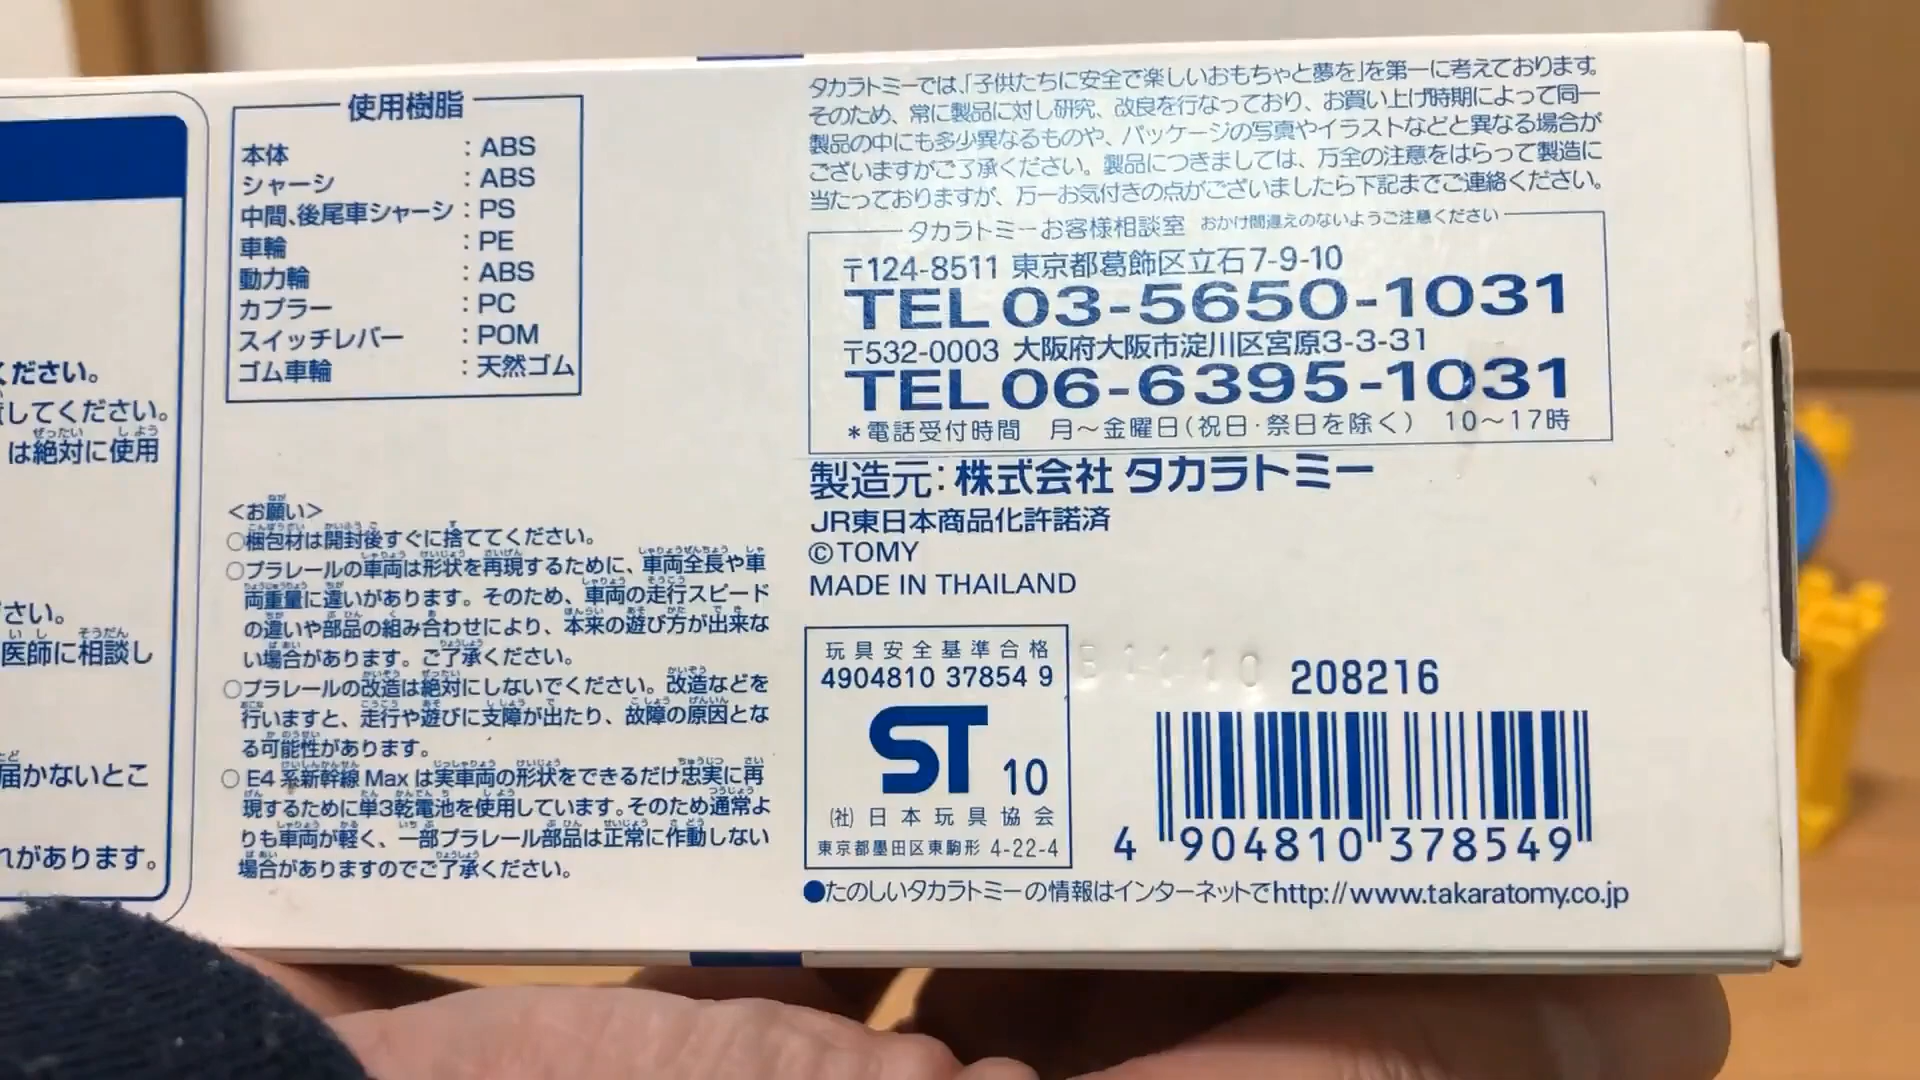 ください。
してください。
は絶対に使用
さい。
医師に相談し
届かないとこ
れがあります。
使用樹脂
本体 : ABS
シャーシ : ABS
中間、後尾車シャーシ : PS
車輪 : PE
動力輪 : ABS
カプラー : PC
スイッチレバー : POM
ゴム車輪 : 天然ゴム
<お願い>
○梱包材は開封後すぐに捨ててください。
○プラレールの車両は形状を再現するために、車両全長や車
両重量に違いがあります。そのため、車両の走行スピード
の違いや部品の組み合わせにより、本来の遊び方が出来な
い場合があります。ご了承ください。
○プラレールの改造は絶対にしないでください。改造などを
行いますと、走行や遊びに支障が出たり、故障の原因とな
る可能性があります。
○E4系新幹線Maxは実車両の形状をできるだけ忠実に再
現するために単3乾電池を使用しています。そのため通常よ
りも車両が軽く、一部プラレール部品は正常に作動しない
場合がありますのでご了承ください。
タカラトミーでは、「子供たちに安全で楽しいおもちゃと夢を」を第一に考えております。
そのため、常に製品に対し研究、改良を行なっており、お買い上げ時期によって同一
製品の中にも多少異なるものや、パッケージの写真やイラストなどと異なる場合が
ございますがご了承ください。製品につきましては、万全の注意をはらって製造に
当たっておりますが、万一お気付きの点がございましたら下記までご連絡ください。
タカラトミーお客様相談室 おかけ間違えのないようご注意ください
〒124-8511 東京都葛飾区立石7-9-10
TEL 03-5650-1031
〒532-0003 大阪府大阪市淀川区宮原3-3-31
TEL 06-6395-1031
＊電話受付時間 月～金曜日(祝日・祭日を除く) 10～17時
製造元：株式会社 タカラトミー
JR東日本商品化許諾済
©TOMY
MADE IN THAILAND
玩具安全基準合格
4904810 37854 9
ST 10
(社)日本玩具協会
東京都墨田区東駒形 4-22-4
208216
4 904810 378549
●たのしいタカラトミーの情報はインターネットでhttp://www.takaratomy.co.jp